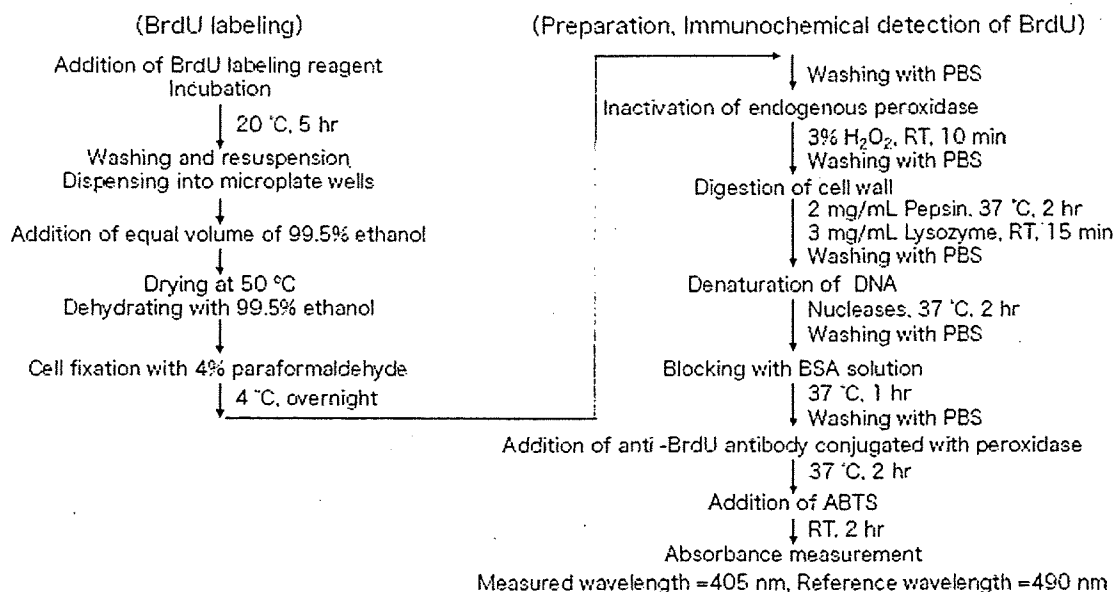 (BrdU labeling)
Addition of BrdU labeling reagent
Incubation
20 °C, 5 hr
Washing and resuspension
Dispensing into microplate wells
Addition of equal volume of 99.5% ethanol
Drying at 50 ºC
Dehydrating with 99.5% ethanol
Cell fixation with 4% paraformaldehyde
4 °C, overnight
(Preparation, Immunochemical detection of BrdU)
Washing with PBS
Inactivation of endogenous peroxidase
3% H₂O₂, RT, 10 min
Washing with PBS
Digestion of cell wall
2 mg/mL Pepsin, 37 °C, 2 hr
3 mg/mL Lysozyme, RT, 15 min
Washing with PBS
Denaturation of DNA
Nucleases, 37 °C, 2 hr
Washing with PBS
Blocking with BSA solution
37 °C, 1 hr
Washing with PBS
Addition of anti -BrdU antibody conjugated with peroxidase
37 °C, 2 hr
Addition of ABTS
RT, 2 hr
Absorbance measurement
Measured wavelength =405 nm, Reference wavelength =490 nm